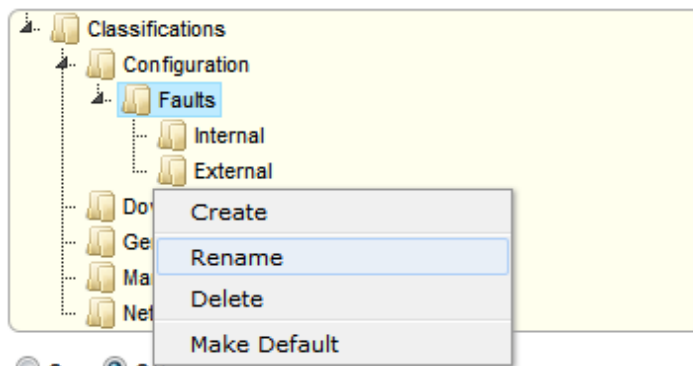 Classifications
Configuration
Faults
Internal
External
Create
Rename
Delete
Make Default